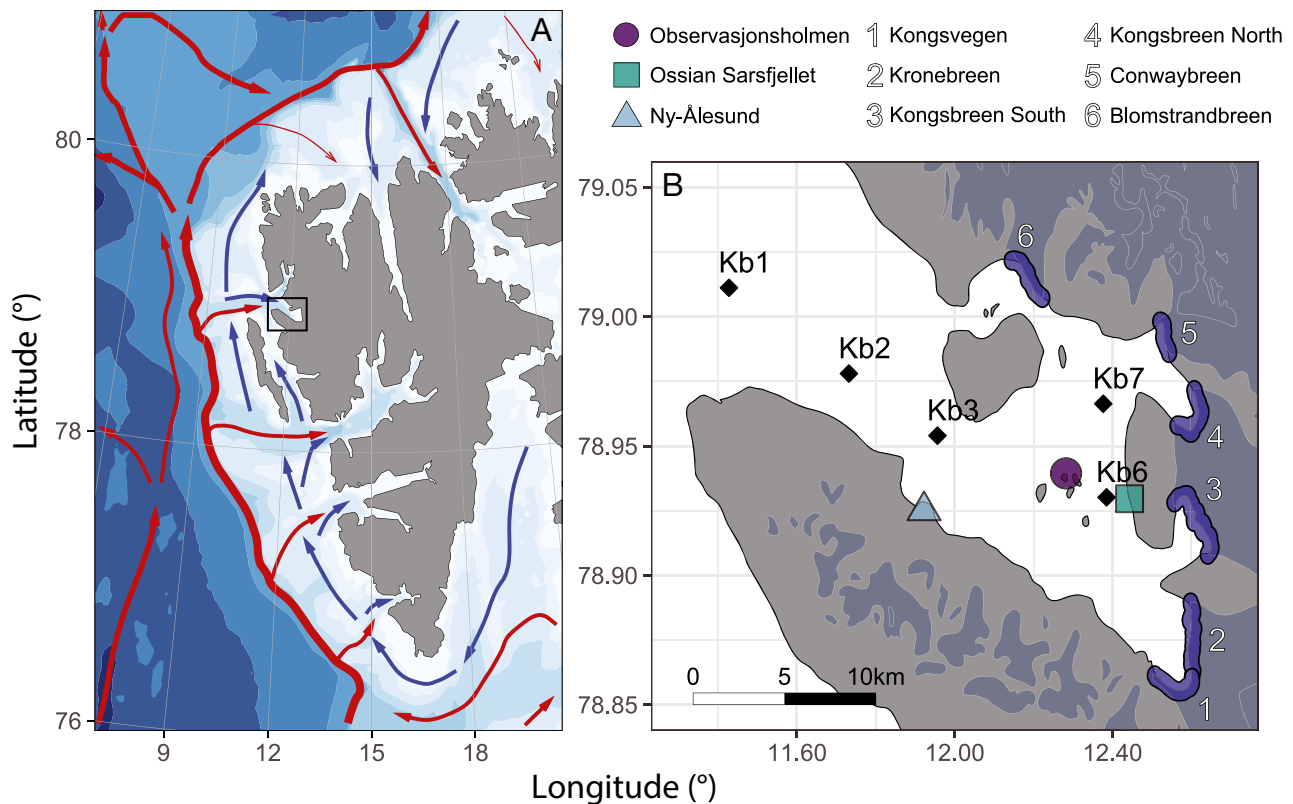 A
80
78
76
9
12
15
18
Latitude (°)
Longitude (°)
Observasjonsholmen
Ossian Sarsfjellet
Ny-Ålesund
1 Kongsvegen
2 Kronebreen
3 Kongsbreen South
4 Kongsbreen North
5 Conwaybreen
6 Blomstrandbreen
B
79.05
79.00
78.95
78.90
78.85
11.60
12.00
12.40
Kb1
Kb2
Kb3
Kb7
Kb6
6
5
4
3
2
1
0
5
10km